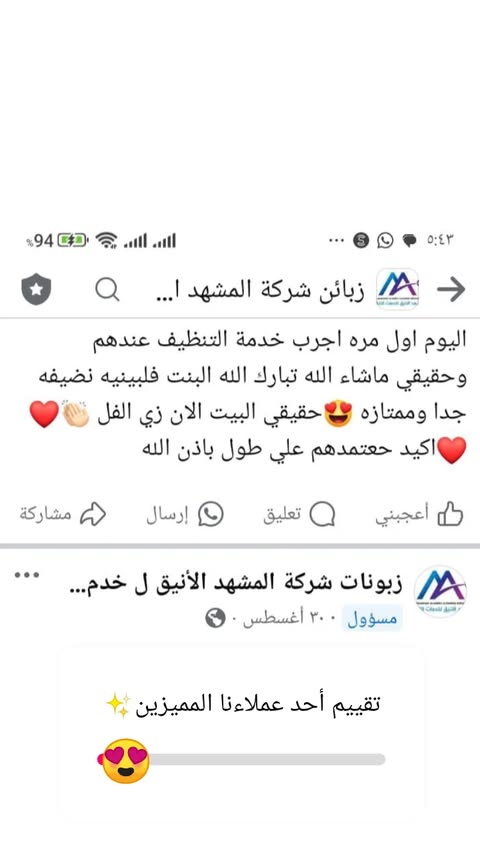 ٥:٤٣ ... %94
زبائن شركة المشهد ا...
اليوم اول مره اجرب خدمة التنظيف عندهم
وحقيقي ماشاء الله تبارك الله البنت فلبينيه نضيفه
جدا وممتازه 😍حقيقي البيت الان زي الفل 👏🏻❤️
❤️اكيد حعتمدهم علي طول باذن الله
أعجبني تعليق إرسال مشاركة
زبونات شركة المشهد الأنيق ل خدم...
مسؤول · ٣٠ أغسطس ·
تقييم أحد عملاءنا المميزين ✨